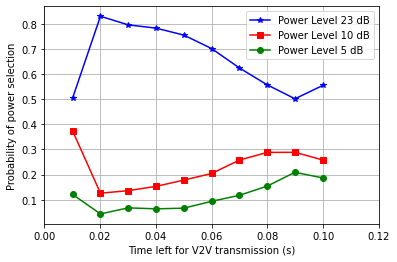 Power Level 23 dB
Power Level 10 dB
Power Level 5 dB
Probability of power selection
0.8
0.7
0.6
0.5
0.4
0.3
0.2
0.1
0.00 0.02 0.04 0.06 0.08 0.10 0.12
Time left for V2V transmission (s)